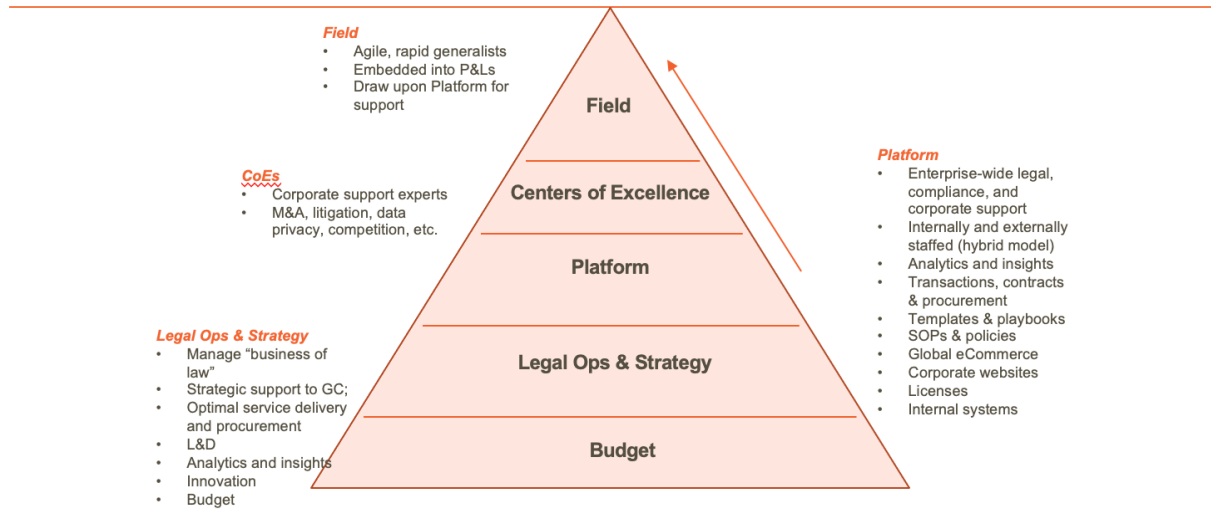 Field
• Agile, rapid generalists
• Embedded into P&Ls
• Draw upon Platform for
support
CoEs
• Corporate support experts
• M&A, litigation, data
privacy, competition, etc.
Legal Ops & Strategy
• Manage “business of
law”
• Strategic support to GC;
• Optimal service delivery
and procurement
• L&D
• Analytics and insights
• Innovation
• Budget
Field
Centers of Excellence
Platform
Legal Ops & Strategy
Budget
Platform
• Enterprise-wide legal,
compliance, and
corporate support
• Internally and externally
staffed (hybrid model)
• Analytics and insights
• Transactions, contracts
& procurement
• Templates & playbooks
• SOPs & policies
• Global eCommerce
• Corporate websites
• Licenses
• Internal systems